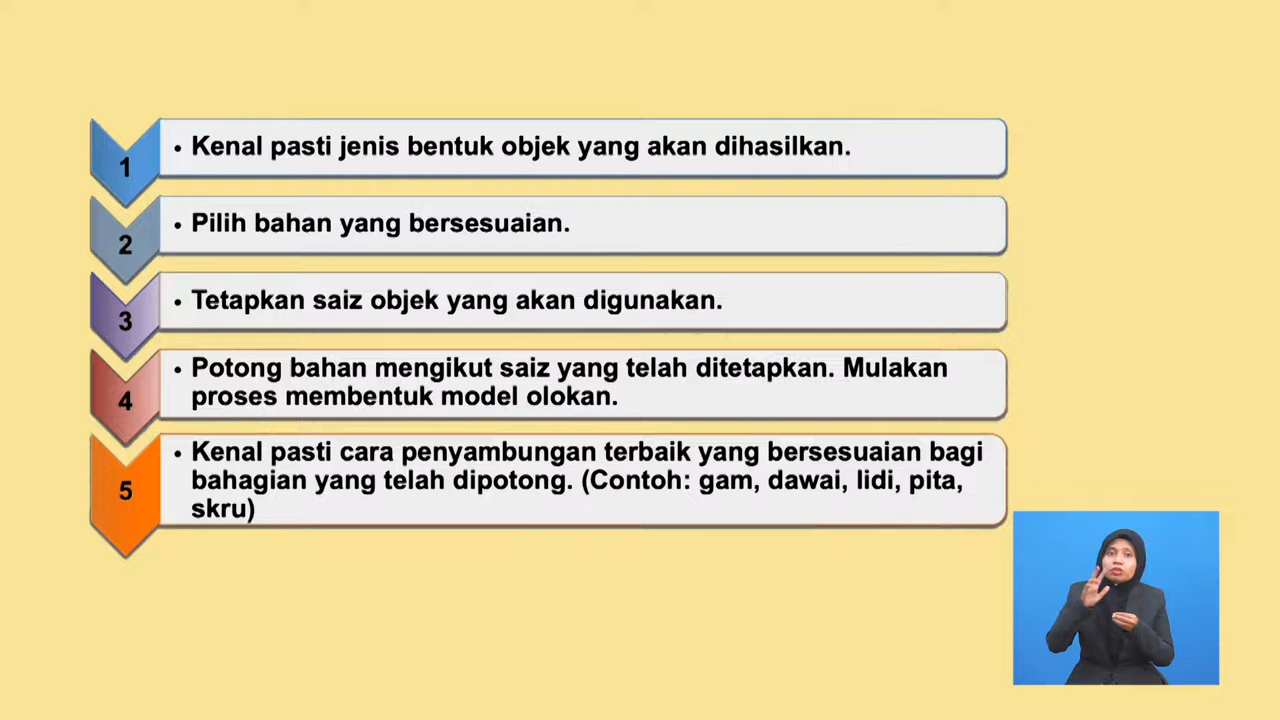 1
• Kenal pasti jenis bentuk objek yang akan dihasilkan.
2
• Pilih bahan yang bersesuaian.
3
• Tetapkan saiz objek yang akan digunakan.
4
• Potong bahan mengikut saiz yang telah ditetapkan. Mulakan
proses membentuk model olokan.
5
• Kenal pasti cara penyambungan terbaik yang bersesuaian bagi
bahagian yang telah dipotong. (Contoh: gam, dawai, lidi, pita,
skru)